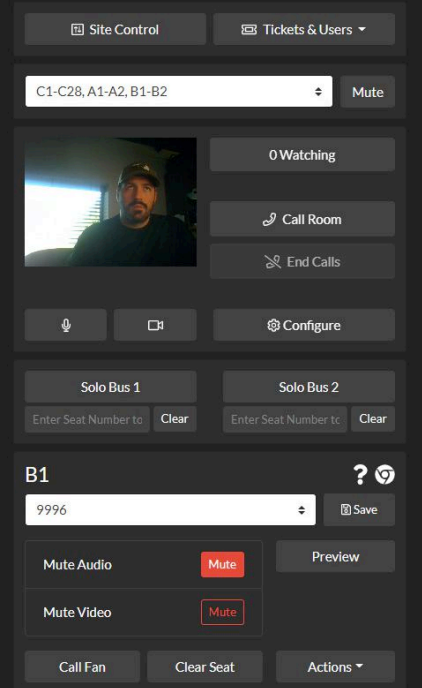 Site Control
Tickets & Users
C1-C28, A1-A2, B1-B2
Mute
0 Watching
Call Room
End Calls
Configure
Solo Bus 1
Solo Bus 2
Enter Seat Number to
Clear
Enter Seat Number to
Clear
B1
?
9996
Save
Mute Audio
Mute
Preview
Mute Video
Mute
Call Fan
Clear Seat
Actions